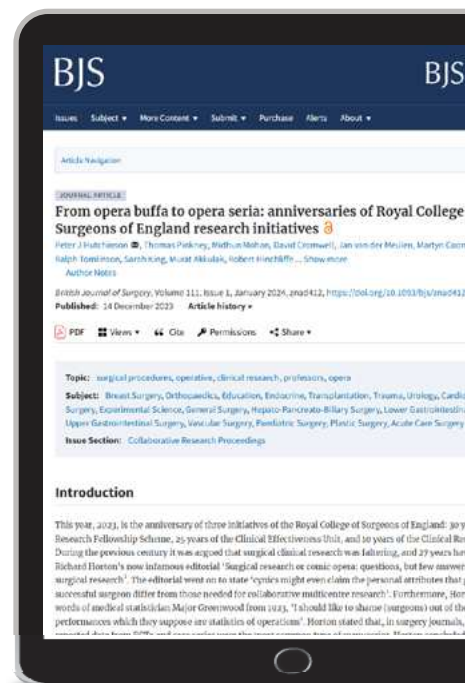 BJS
BJS
Issues Subject More Content Submit Purchase Alerts About
Article Navigation
JOURNAL ARTICLE
From opera buffa to opera seria: anniversaries of Royal College
Surgeons of England research initiatives
Peter J Hutchinson, Thomas Pinkney, Midhun Mohan, David Cromwell, Jan van der Meulen, Martyn
Ralph Tomlinson, Sarah King, Murat Akkulak, Robert Hinchliffe ... Show more
Author Notes
British Journal of Surgery, Volume 111, Issue 1, January 2024, znad412, https://doi.org/10.1093/bjs/znad412
Published: 14 December 2023 Article history
PDF Views Cite Permissions Share
Topic: surgical procedures, operative, clinical research, professors, opera
Subject: Breast Surgery, Orthopaedics, Education, Endocrine, Transplantation, Trauma, Urology,
Surgery, Experimental Science, General Surgery, Hepato-Pancreato-Biliary Surgery, Lower
Upper Gastrointestinal Surgery, Vascular Surgery, Paediatric Surgery, Plastic Surgery, Acute Care Surgery
Issue Section: Collaborative Research Proceedings
Introduction
This year, 2023, is the anniversary of three initiatives of the Royal College of Surgeons of England: 30
Research Fellowship Scheme, 25 years of the Clinical Effectiveness Unit, and 10 years of the Clinical
During the previous century it was argued that surgical clinical research was faltering, and 27 years
Richard Horton's now infamous editorial 'Surgical research or comic opera: questions, but few
surgical research'. The editorial went on to state 'cynics might even claim the personal attributes that
successful surgeon differ from those needed for collaborative multicentre research'. Furthermore,
words of medical statistician Major Greenwood from 1923, 'I should like to shame (surgeons) out of the
performances which they suppose are statistics of operations'. Horton stated that, in surgery journals,